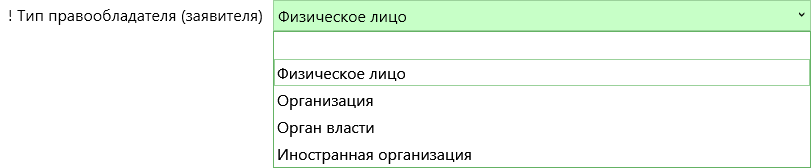 ! Тип правообладателя (заявителя) Физическое лицо
Физическое лицо
Организация
Орган власти
Иностранная организация